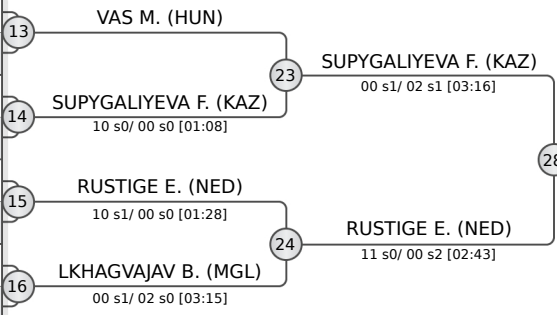 VAS M. (HUN)
13
SUPYGALIYEVA F. (KAZ)
23
00 s1/ 02 s1 [03:16]
SUPYGALIYEVA F. (KAZ)
14
10 s0/ 00 s0 [01:08]
28
RUSTIGE E. (NED)
15
10 s1/ 00 s0 [01:28]
RUSTIGE E. (NED)
24
11 s0/ 00 s2 [02:43]
LKHAGVAJAV B. (MGL)
16
00 s1/ 02 s0 [03:15]